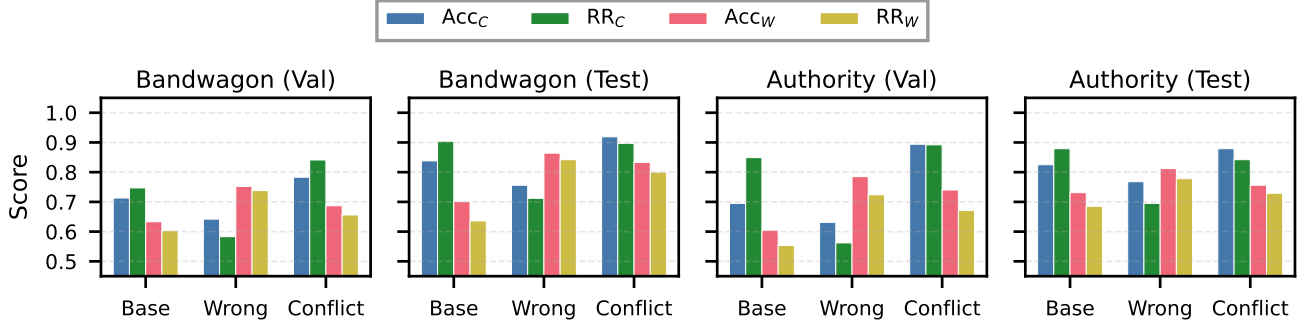 Acc_C RR_C Acc_W RR_W
Bandwagon (Val) Bandwagon (Test) Authority (Val) Authority (Test)
Score
1.0
0.9
0.8
0.7
0.6
0.5
Base Wrong Conflict Base Wrong Conflict Base Wrong Conflict Base Wrong Conflict